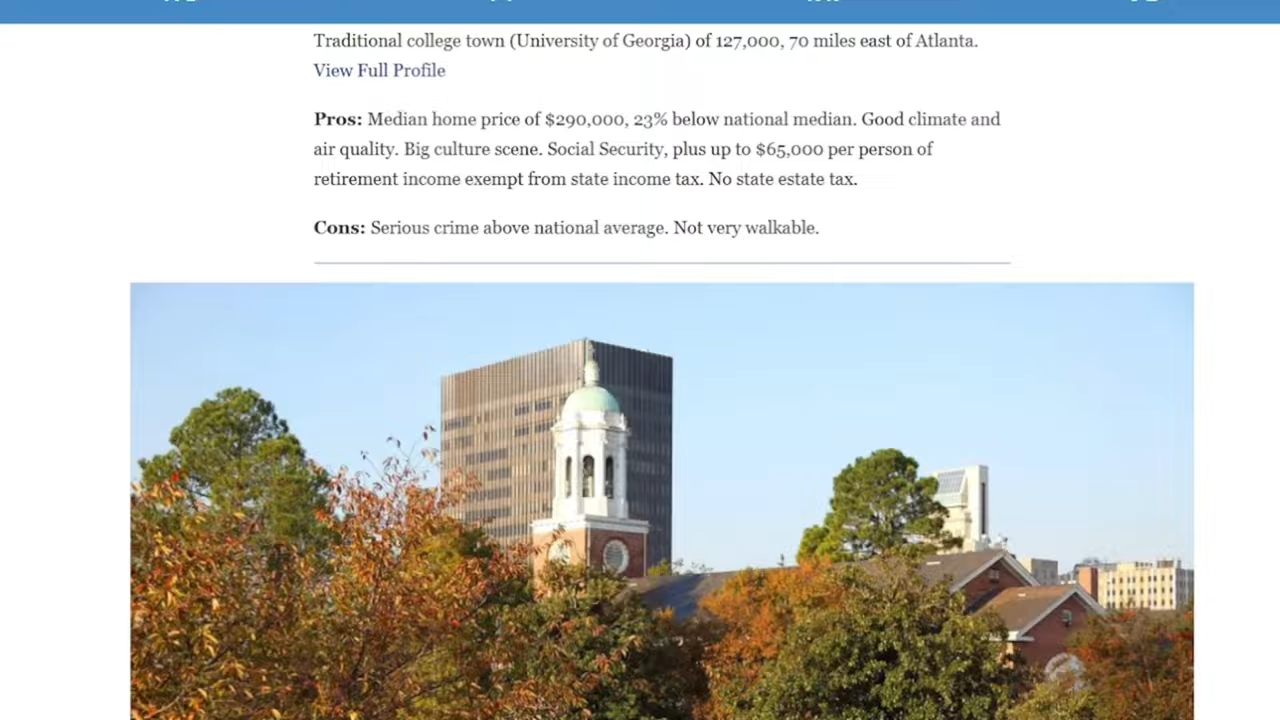 Traditional college town (University of Georgia) of 127,000, 70 miles east of Atlanta.
View Full Profile
Pros: Median home price of $290,000, 23% below national median. Good climate and
air quality. Big culture scene. Social Security, plus up to $65,000 per person of
retirement income exempt from state income tax. No state estate tax.
Cons: Serious crime above national average. Not very walkable.